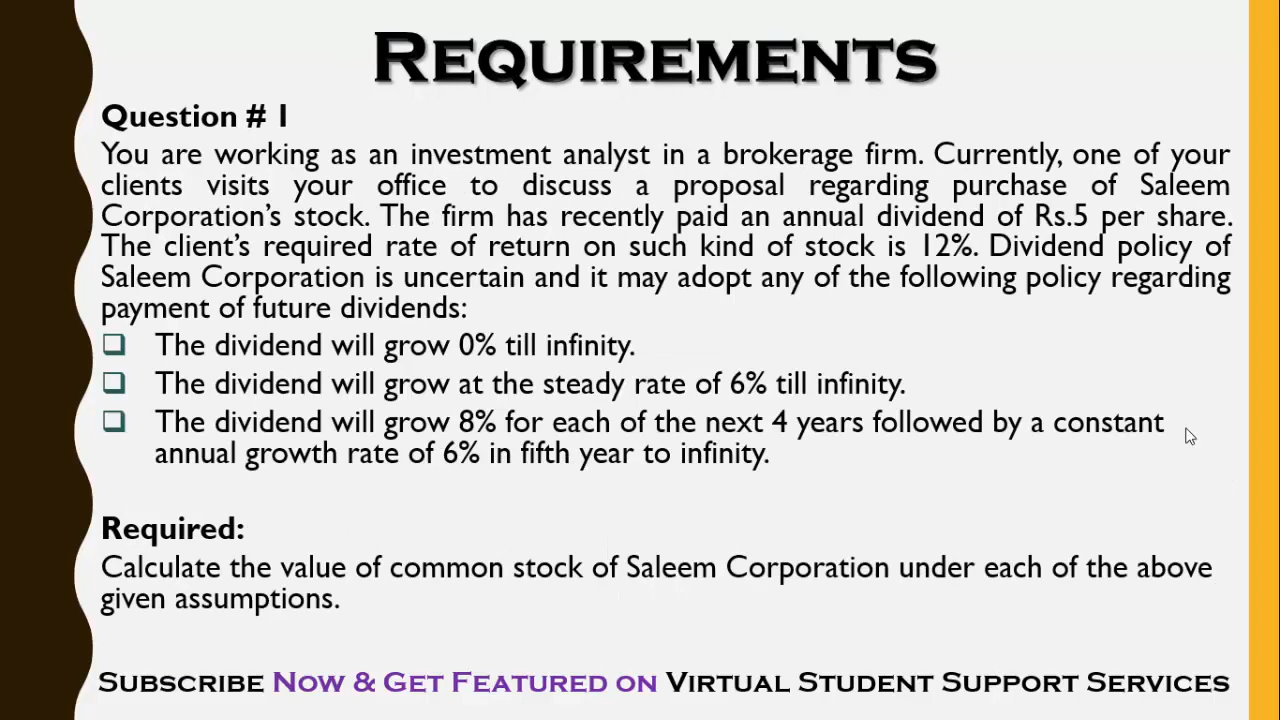 REQUIREMENTS
Question # 1
You are working as an investment analyst in a brokerage firm. Currently, one of your
clients visits your office to discuss a proposal regarding purchase of Saleem
Corporation's stock. The firm has recently paid an annual dividend of Rs.5 per share.
The client's required rate of return on such kind of stock is 12%. Dividend policy of
Saleem Corporation is uncertain and it may adopt any of the following policy regarding
payment of future dividends:
❑ The dividend will grow 0% till infinity.
❑ The dividend will grow at the steady rate of 6% till infinity.
❑ The dividend will grow 8% for each of the next 4 years followed by a constant
annual growth rate of 6% in fifth year to infinity.
Required:
Calculate the value of common stock of Saleem Corporation under each of the above
given assumptions.
SUBSCRIBE NOW & GET FEATURED ON VIRTUAL STUDENT SUPPORT SERVICES